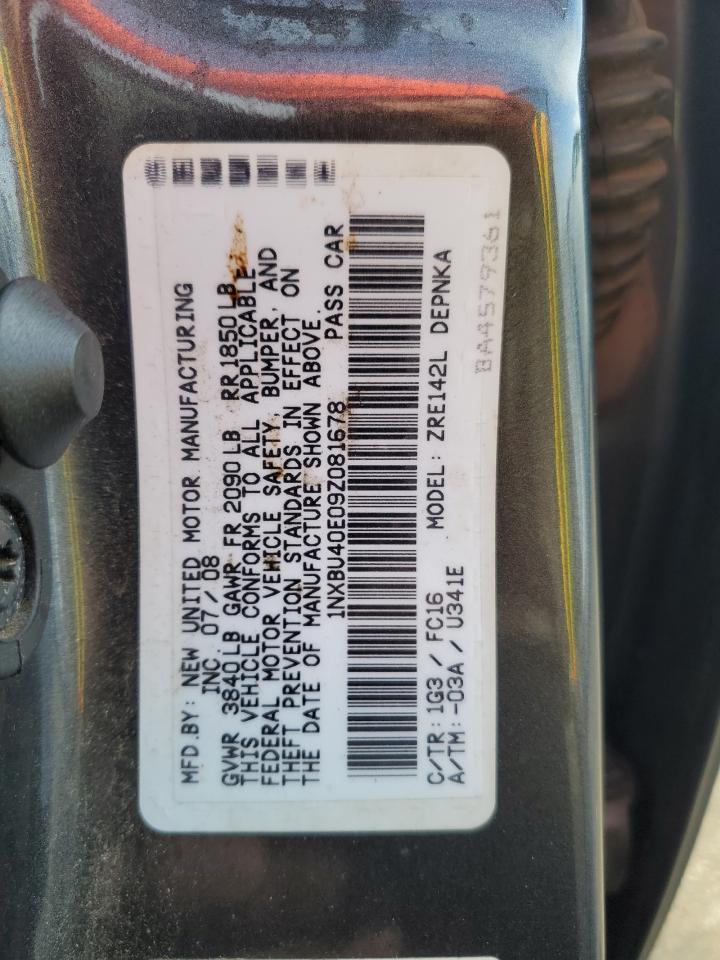 MFD.BY: NEW UNITED MOTOR MANUFACTURING
INC. 07/08
GVWR 3840LB GAWR FR 2090LB RR1850LB
THIS VEHICLE CONFORMS TO ALL APPLICABLE
FEDERAL MOTOR VEHICLE SAFETY, BUMPER, AND
THEFT PREVENTION STANDARDS IN EFFECT ON
THE DATE OF MANUFACTURE SHOWN ABOVE.
1NXBU40E09Z081678 PASS CAR
C/TR: 1G3 / FC16 MODEL: ZRE142L DEPNKA
A/TM: -03A / U341E
BA4579361